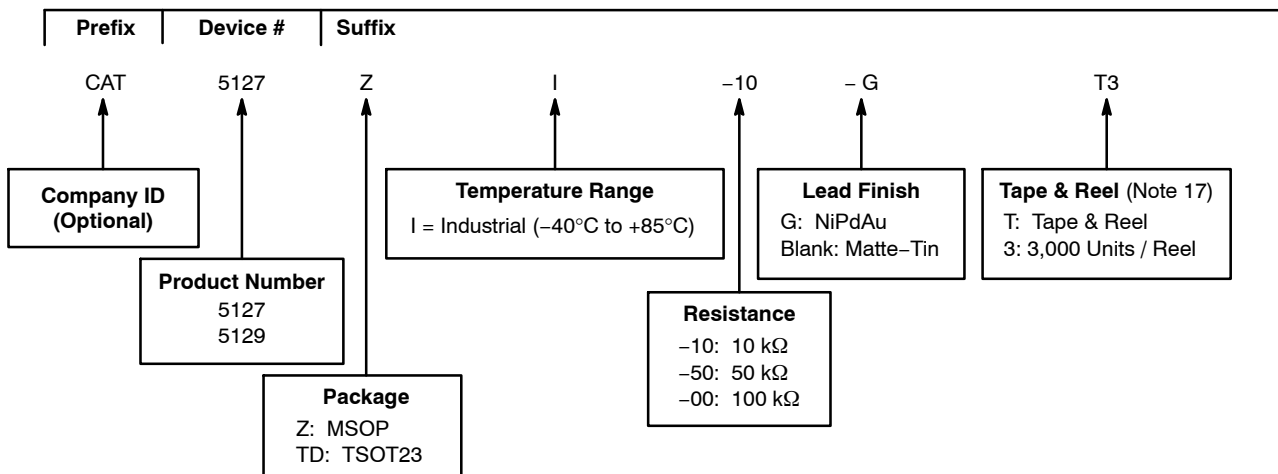 Prefix Device # Suffix
CAT 5127 Z I −10 − G T3
Company ID
(Optional)
Product Number
5127
5129
Package
Z: MSOP
TD: TSOT23
Temperature Range
I = Industrial (−40°C to +85°C)
Resistance
−10: 10 kΩ
−50: 50 kΩ
−00: 100 kΩ
Lead Finish
G: NiPdAu
Blank: Matte−Tin
Tape & Reel (Note 17)
T: Tape & Reel
3: 3,000 Units / Reel